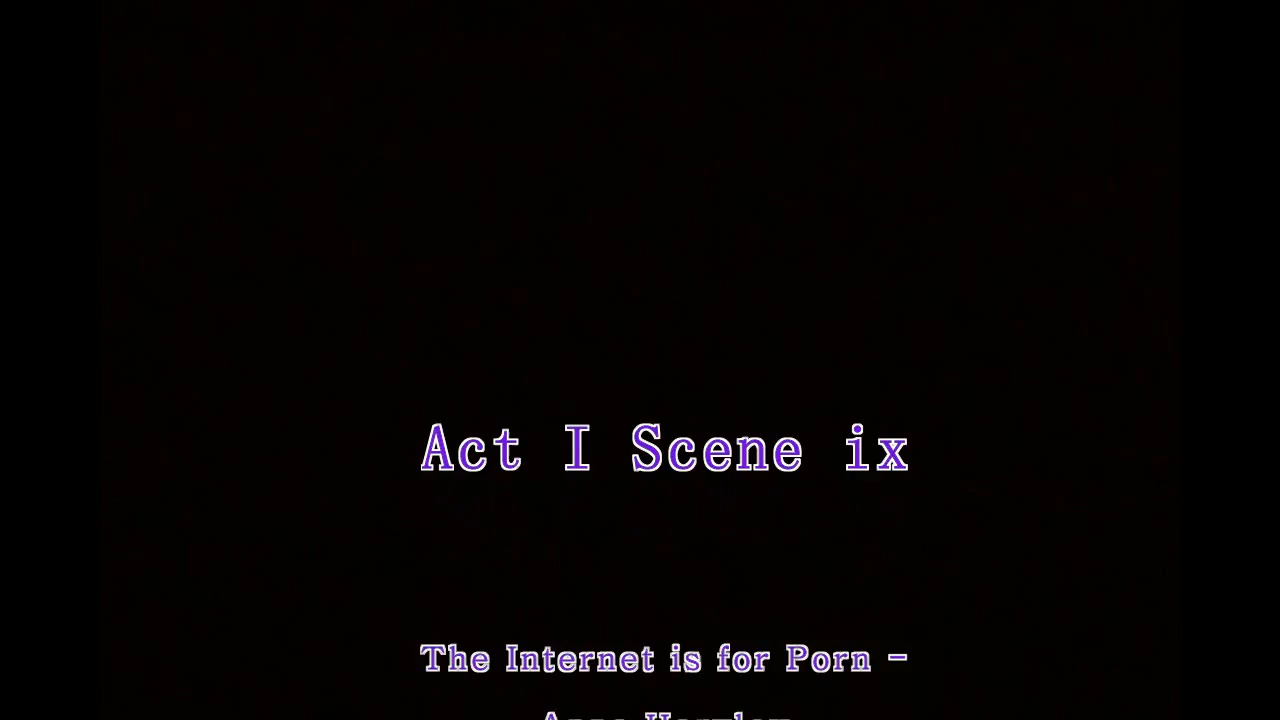 Act I Scene ix
The Internet is for Porn -